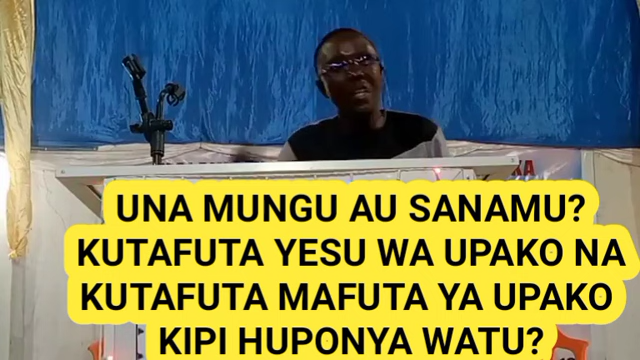 UNA MUNGU AU SANAMU?
KUTAFUTA YESU WA UPAKO NA
KUTAFUTA MAFUTA YA UPAKO
KIPI HUPONYA WATU?